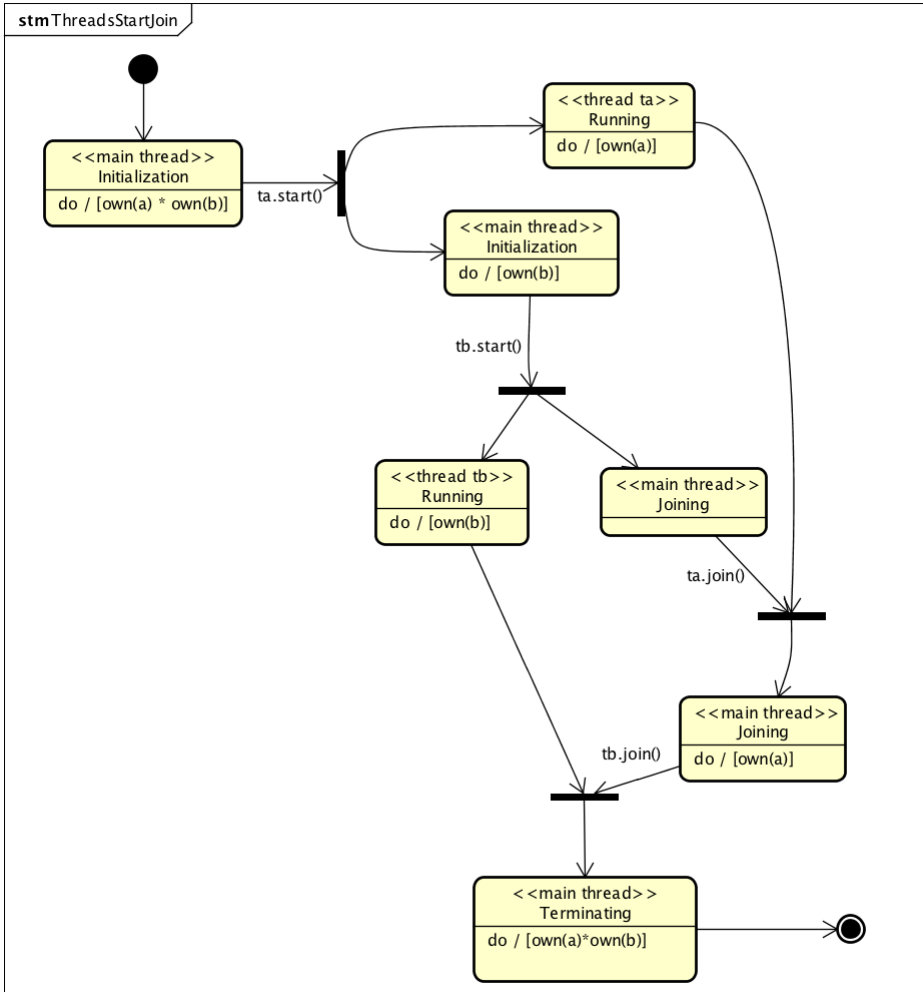 stm ThreadsStartJoin
<<thread ta>>
Running
do / [own(a)]
<<main thread>>
Initialization
do / [own(a) * own(b)]
ta.start()
<<main thread>>
Initialization
do / [own(b)]
tb.start()
<<thread tb>>
Running
do / [own(b)]
<<main thread>>
Joining
ta.join()
<<main thread>>
Joining
do / [own(a)]
tb.join()
<<main thread>>
Terminating
do / [own(a)*own(b)]